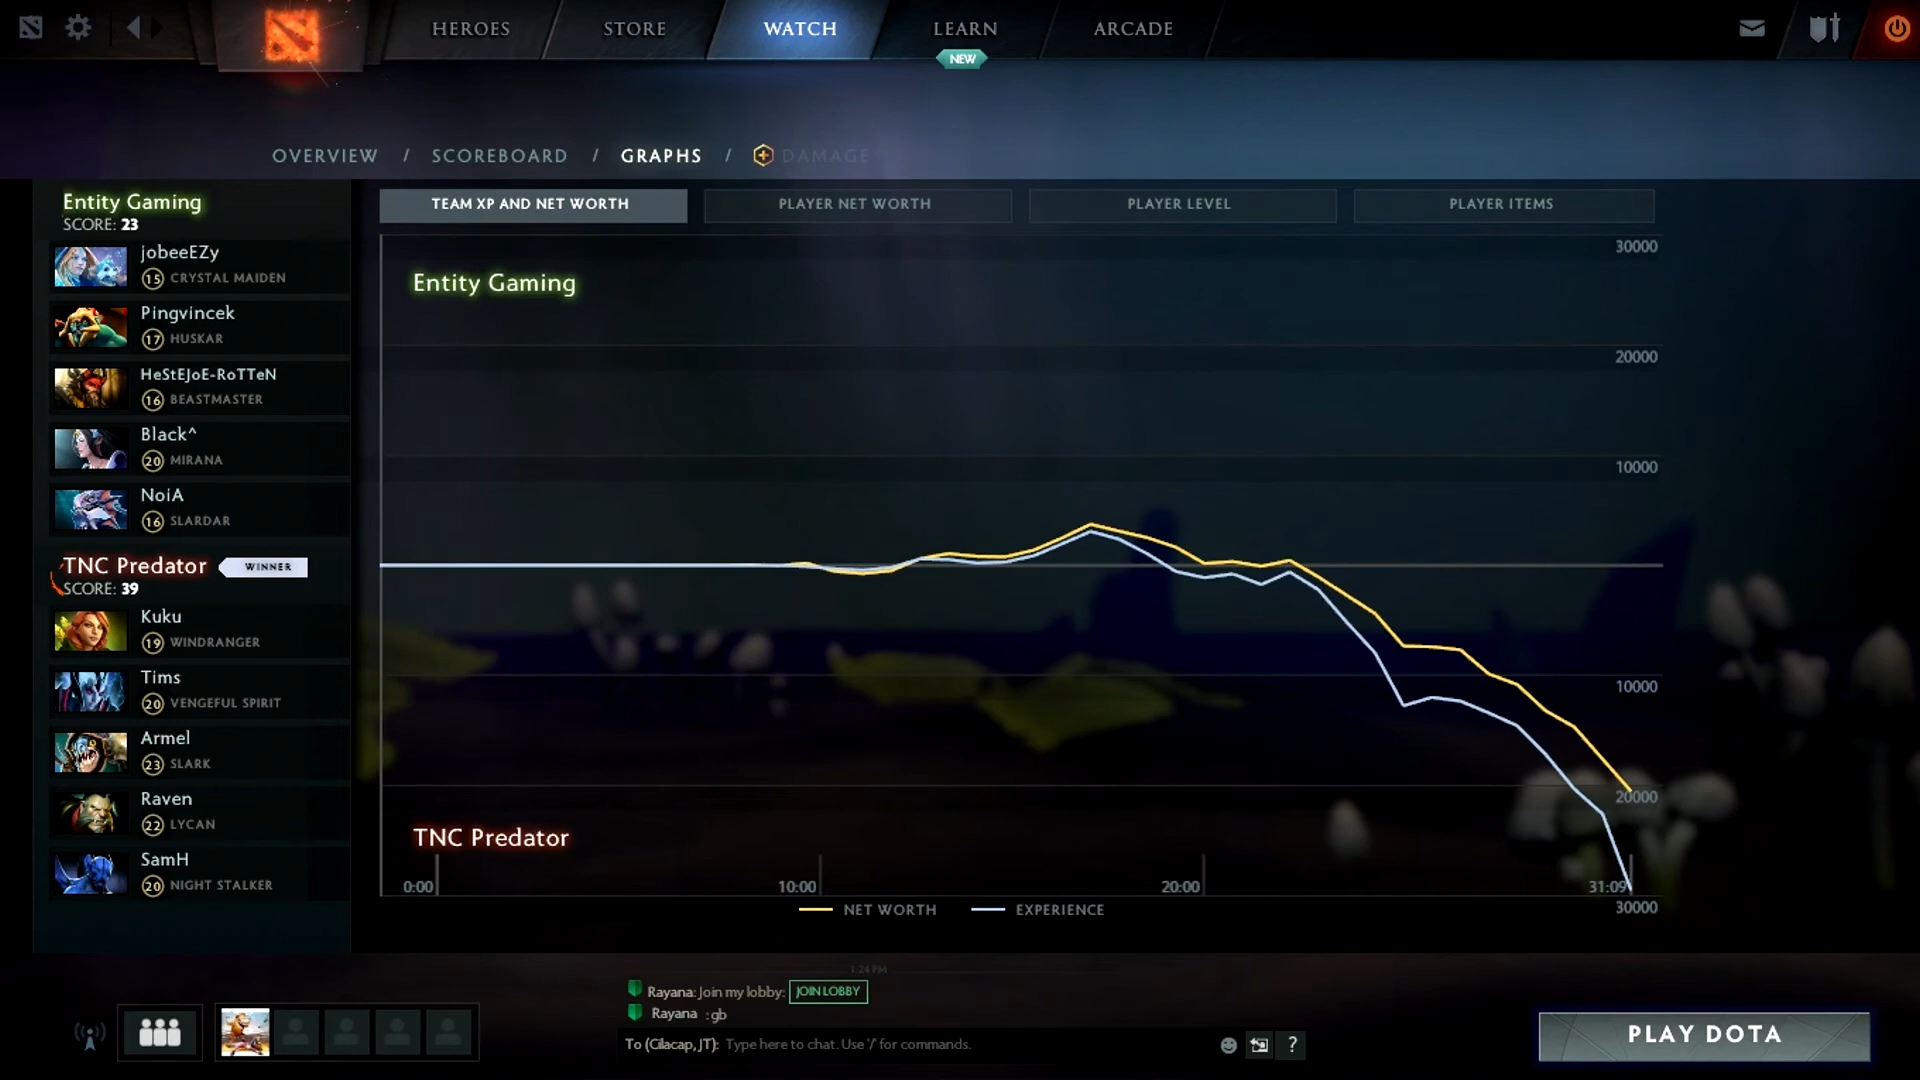 HEROES
STORE
WATCH
LEARN
NEW
ARCADE
OVERVIEW / SCOREBOARD / GRAPHS / DAMAGE
Entity Gaming
SCORE: 23
jobeeEZy
15 CRYSTAL MAIDEN
Pingvincek
17 HUSKAR
HeStEJoE-RoTTeN
16 BEASTMASTER
Black^
20 MIRANA
NoiA
16 SLARDAR
TNC Predator WINNER
SCORE: 39
Kuku
19 WINDRANGER
Tims
20 VENGEFUL SPIRIT
Armel
23 SLARK
Raven
22 LYCAN
SamH
20 NIGHT STALKER
TEAM XP AND NET WORTH
PLAYER NET WORTH
PLAYER LEVEL
PLAYER ITEMS
30000
Entity Gaming
20000
10000
10000
20000
TNC Predator
0:00
10:00
20:00
31:09
30000
NET WORTH
EXPERIENCE
1:24 PM
Rayana: Join my lobby: JOIN LOBBY
Rayana : gb
To (Cilacap, JT): Type here to chat. Use '/' for commands.
?
PLAY DOTA